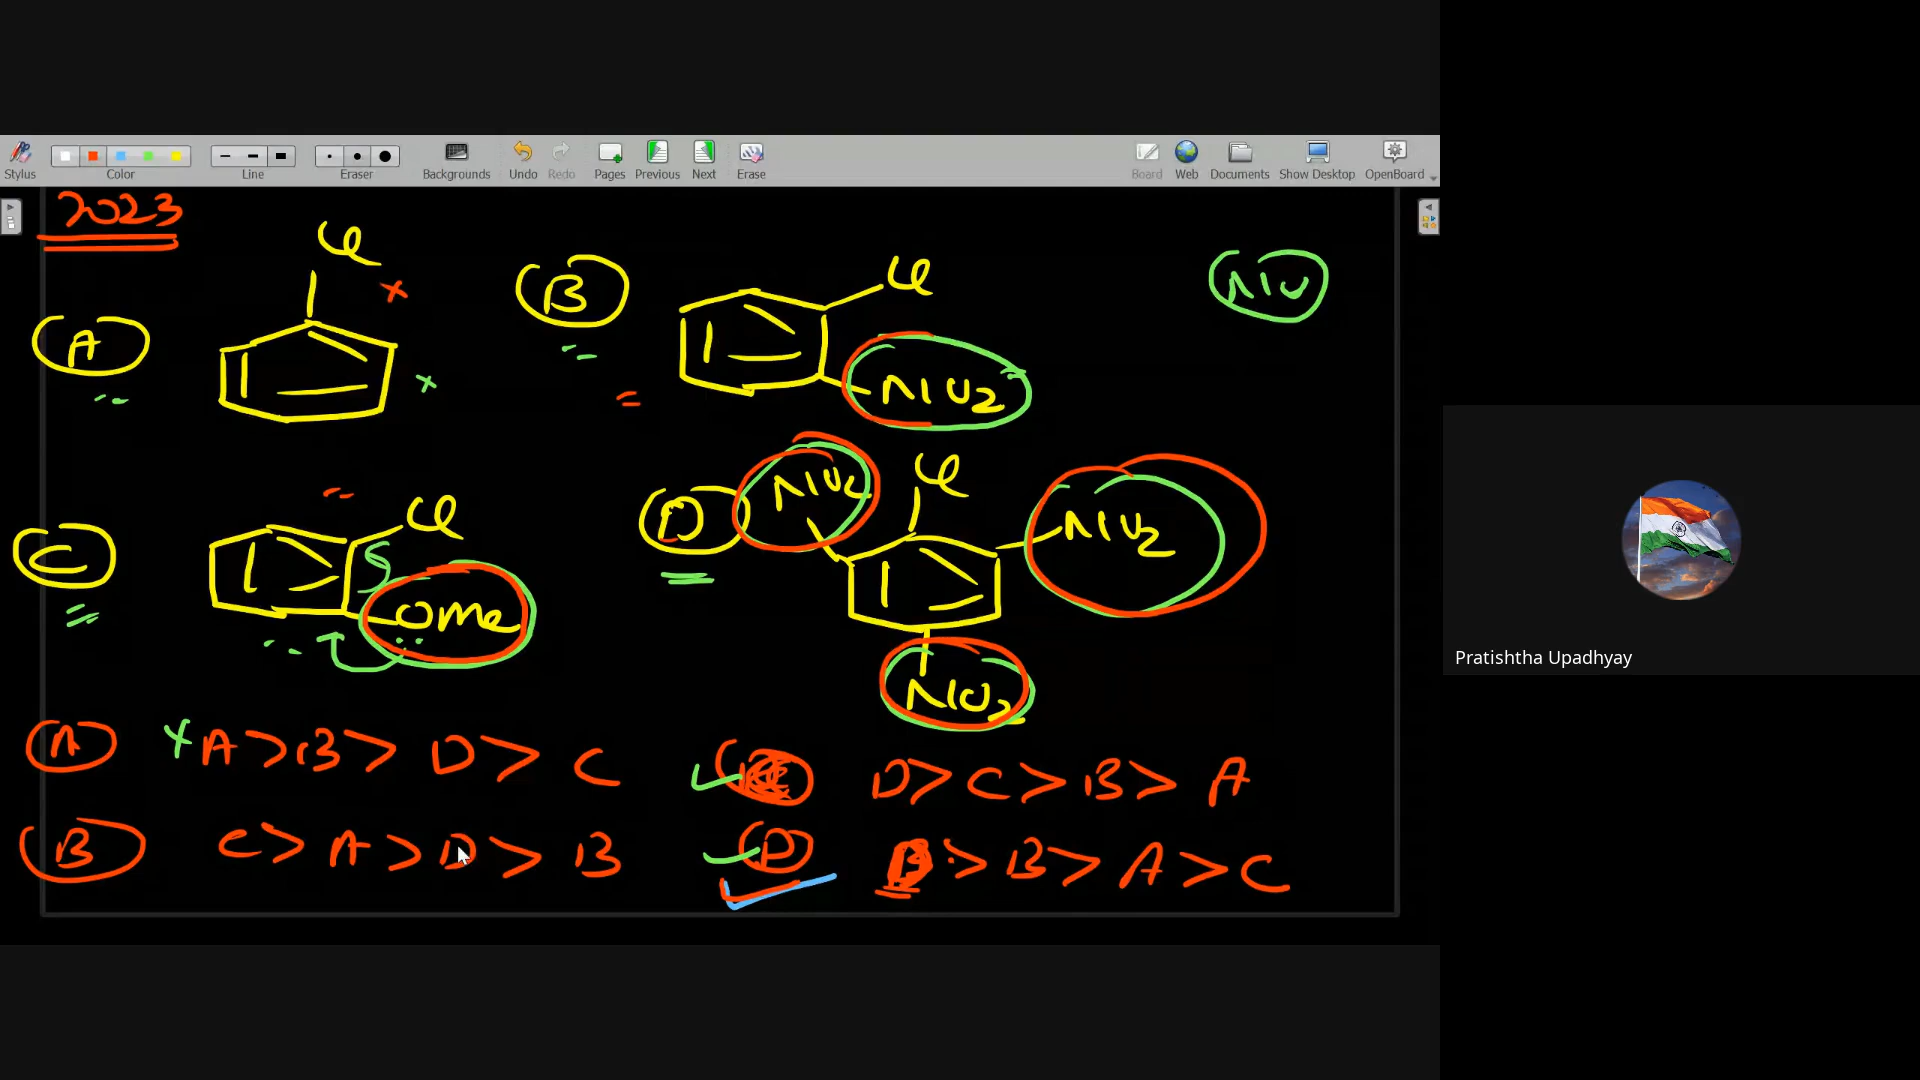 Stylus Color Line Eraser Backgrounds Undo Redo Pages Previous Next Erase Board Web Documents Show Desktop OpenBoard
2023
Cl
A
B
Cl
NO2
C
Cl
OMe
D
NO2
Cl
NO2
NO2
A A > B > D > C
D > C > B > A
B C > A > D > B
D D > B > A > C
Pratishtha Upadhyay